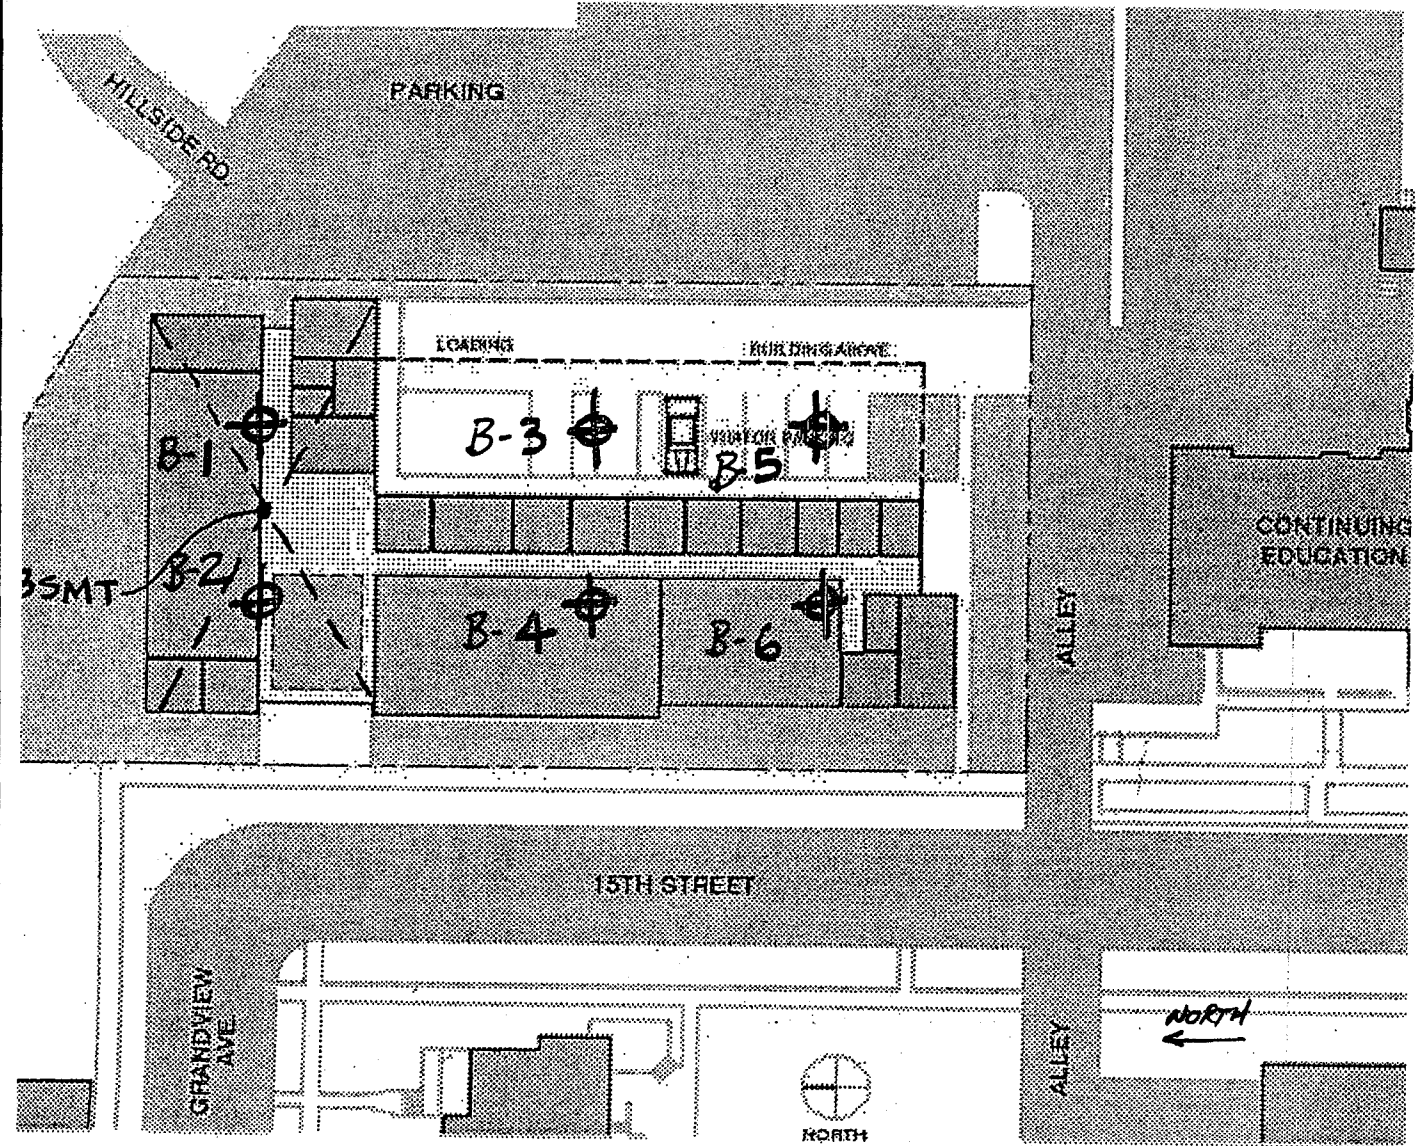 PARKING
HILLSIDE RD.
LOADING
BUILDING ABOVE
B-3
VISITOR PARKING
B-1
B-5
CONTINUING
EDUCATION
BSMT
B-2
B-4
B-6
ALLEY
15TH STREET
GRANDVIEW
AVE.
ALLEY
NORTH
NORTH